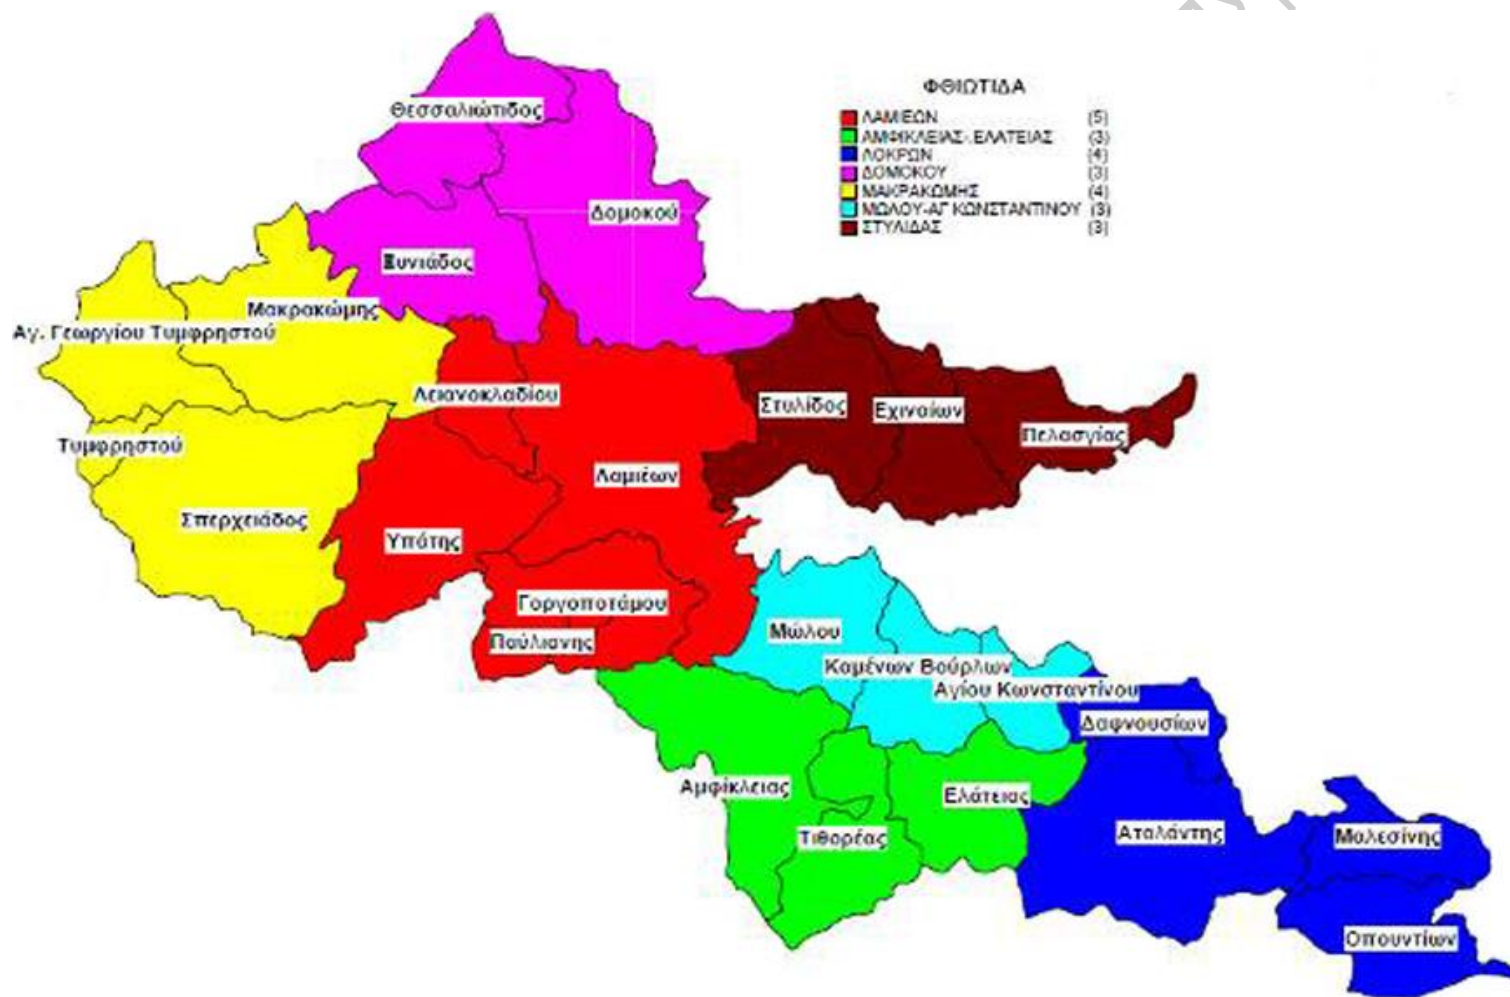 ΦΘΙΩΤΙΔΑ
ΛΑΜΙΕΩΝ (5)
ΑΜΦΙΚΛΕΙΑΣ-.ΕΛΑΤΕΙΑΣ (3)
ΛΟΚΡΩΝ (4)
ΔΟΜΟΚΟΥ (3)
ΜΑΚΡΑΚΩΜΗΣ (4)
ΜΩΛΟΥ-ΑΓ ΚΩΝΣΤΑΝΤΙΝΟΥ (3)
ΣΤΥΛΙΔΑΣ (3)
Θεσσαλιώτιδος
Δομοκού
Ξυνιάδος
Μακρακώμης
Αγ. Γεωργίου Τυμφρηστού
Λειανοκλαδίου
Στυλίδος
Εχιναίων
Πελασγίας
Τυμφρηστού
Λαμιέων
Σπερχειάδος
Υπάτης
Γοργοποτάμου
Παύλιανης
Μώλου
Καμένων Βούρλων
Αγίου Κωνσταντίνου
Δαφνουσίων
Αμφίκλειας
Ελάτειας
Τιθορέας
Αταλάντης
Μαλεσίνης
Οπουντίων